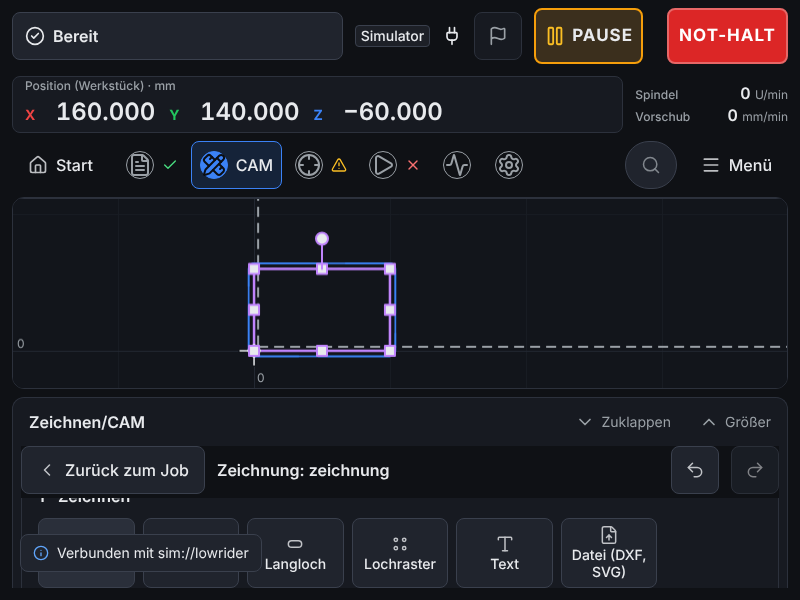 Bereit
Simulator
PAUSE
NOT-HALT
Position (Werkstück) · mm
X 160.000 Y 140.000 Z −60.000
Spindel 0 U/min
Vorschub 0 mm/min
Start
CAM
Menü
0
0
Zeichnen/CAM
Zuklappen
Größer
Zurück zum Job
Zeichnung: zeichnung
Zeichnen
Verbunden mit sim://lowrider
Langloch
Lochraster
Text
Datei (DXF, SVG)